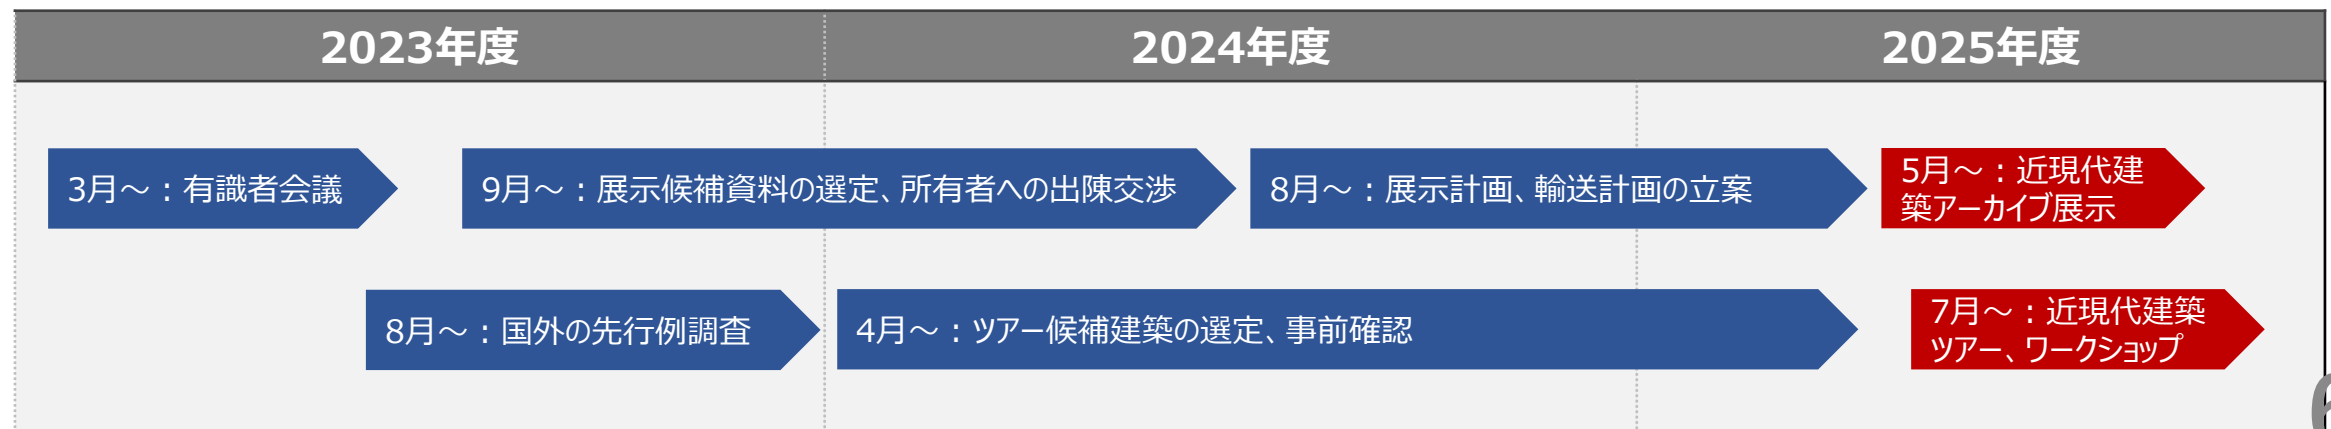 2023年度
2024年度
2025年度
3月～：有識者会議
9月～：展示候補資料の選定、所有者への出陳交渉
8月～：展示計画、輸送計画の立案
5月～：近現代建
築アーカイブ展示
8月～：国外の先行例調査
4月～：ツアー候補建築の選定、事前確認
7月～：近現代建築
ツアー、ワークショップ